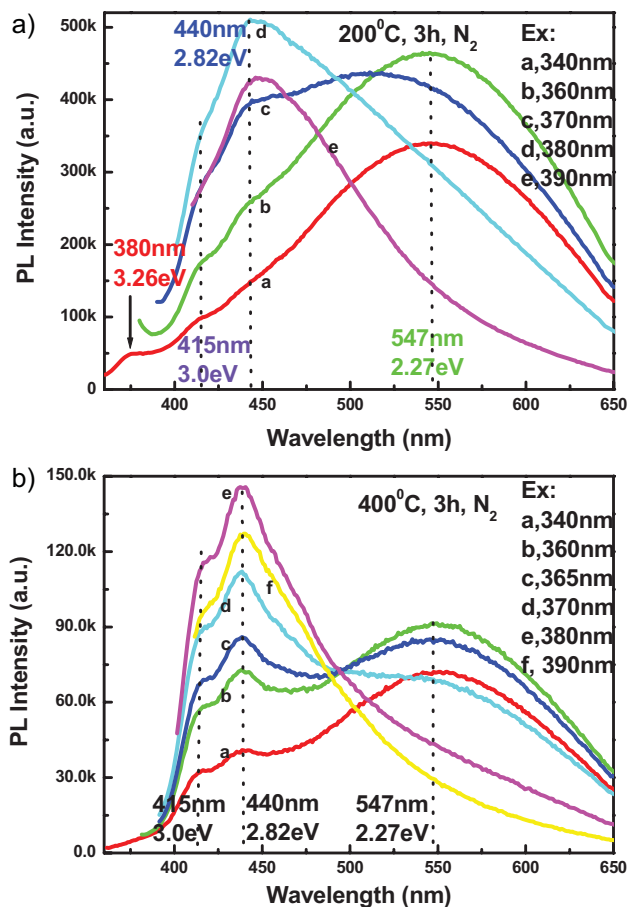 a)
440nm
2.82eV
d
200⁰C, 3h, N₂
Ex:
a,340nm
b,360nm
c,370nm
d,380nm
e,390nm
c
e
b
a
380nm
3.26eV
415nm
3.0eV
547nm
2.27eV
500k
400k
300k
200k
100k
0
PL Intensity (a.u.)
400 450 500 550 600 650
Wavelength (nm)
b)
400⁰C, 3h, N₂
Ex:
a,340nm
b,360nm
c,365nm
d,370nm
e,380nm
f, 390nm
e
f
d
c
b
a
415nm
3.0eV
440nm
2.82eV
547nm
2.27eV
150.0k
120.0k
90.0k
60.0k
30.0k
0.0
PL Intensity (a.u.)
400 450 500 550 600 650
Wavelength (nm)